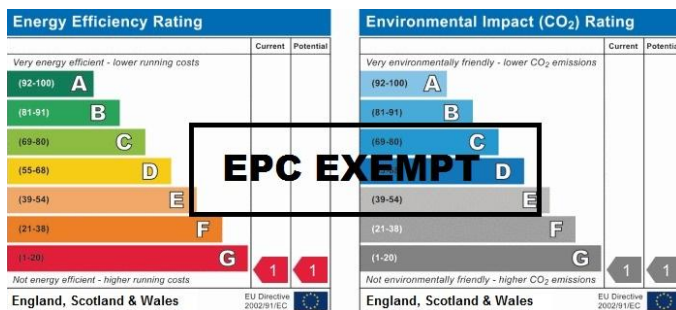 Energy Efficiency Rating
Current Potential
Very energy efficient - lower running costs
(92-100) A
(81-91) B
(69-80) C
(55-68) D
(39-54) E
(21-38) F
(1-20) G
1 1
Not energy efficient - higher running costs
England, Scotland & Wales
EU Directive
2002/91/EC
Environmental Impact (CO₂) Rating
Current Potential
Very environmentally friendly - lower CO₂ emissions
(92-100) A
(81-91) B
(69-80) C
D
(39-54) E
(21-38) F
(1-20) G
1 1
Not environmentally friendly - higher CO₂ emissions
England, Scotland & Wales
EU Directive
2002/91/EC
EPC EXEMPT